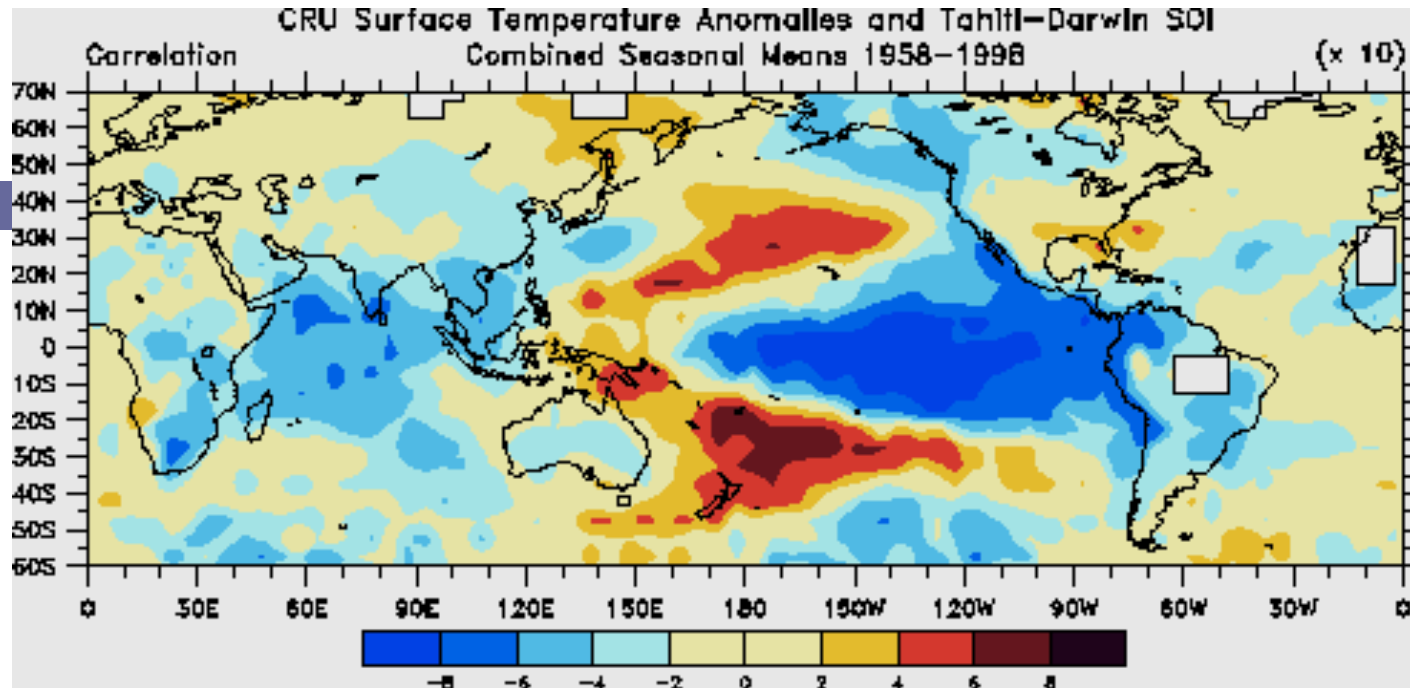 CRU Surface Temperature Anomalies and Tahiti-Darwin SOI
Correlation Combined Seasonal Means 1958-1998 (x 10)
70N
60N
50N
40N
30N
20N
10N
0
10S
20S
30S
40S
50S
60S
0 30E 60E 90E 120E 150E 180 150W 120W 90W 60W 30W 0
-8 -6 -4 -2 0 2 4 6 8